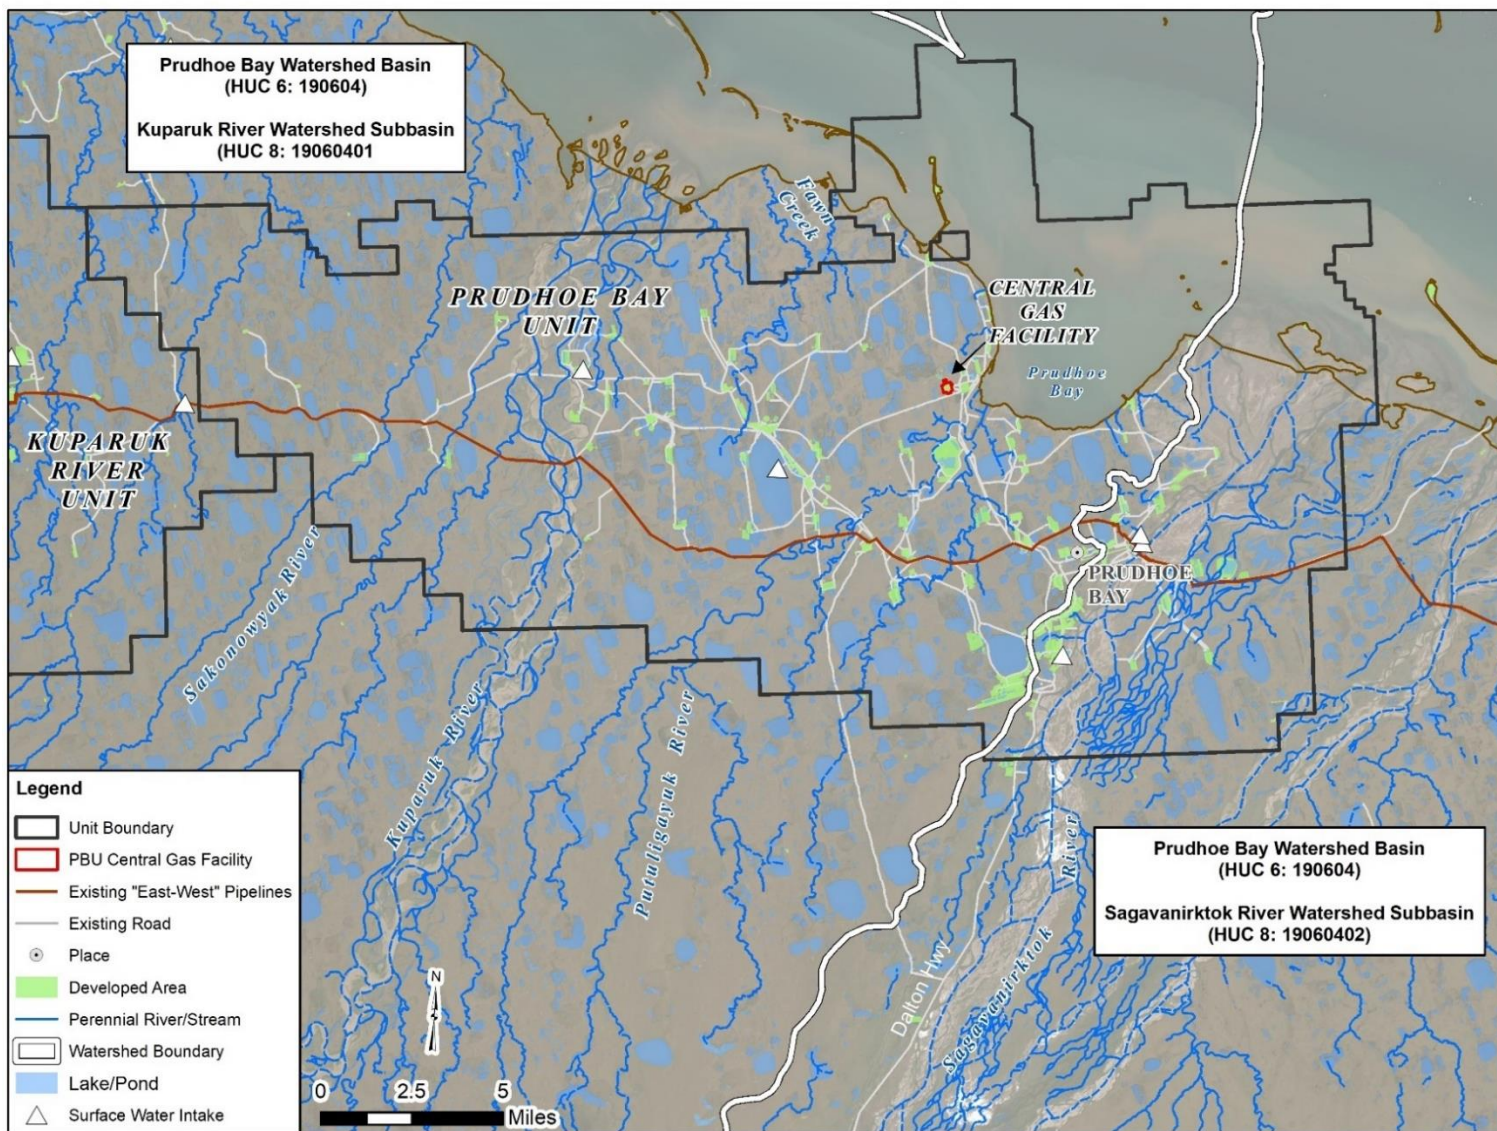 Prudhoe Bay Watershed Basin
(HUC 6: 190604)
Kuparuk River Watershed Subbasin
(HUC 8: 19060401
Fawn
Creek
PRUDHOE BAY
UNIT
CENTRAL
GAS
FACILITY
Prudhoe
Bay
KUPARUK
RIVER
UNIT
PRUDHOE
BAY
Sakonowyak River
Kuparuk River
Putuligayuk River
Sagavanirktok River
Dalton Hwy
Legend
Unit Boundary
PBU Central Gas Facility
Existing "East-West" Pipelines
Existing Road
Place
Developed Area
Perennial River/Stream
Watershed Boundary
Lake/Pond
Surface Water Intake
N
0 2.5 5
Miles
Prudhoe Bay Watershed Basin
(HUC 6: 190604)
Sagavanirktok River Watershed Subbasin
(HUC 8: 19060402)